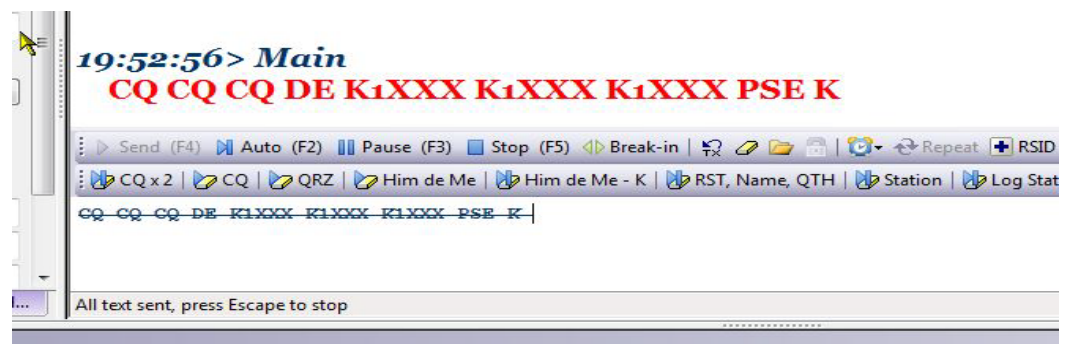 19:52:56> Main
CQ CQ CQ DE K1XXX K1XXX K1XXX PSE K
Send (F4) Auto (F2) Pause (F3) Stop (F5) Break-in Repeat RSID
CQ x 2 | CQ | QRZ | Him de Me | Him de Me - K | RST, Name, QTH | Station | Log Stat
CQ CQ CQ DE K1XXX K1XXX K1XXX PSE K
All text sent, press Escape to stop